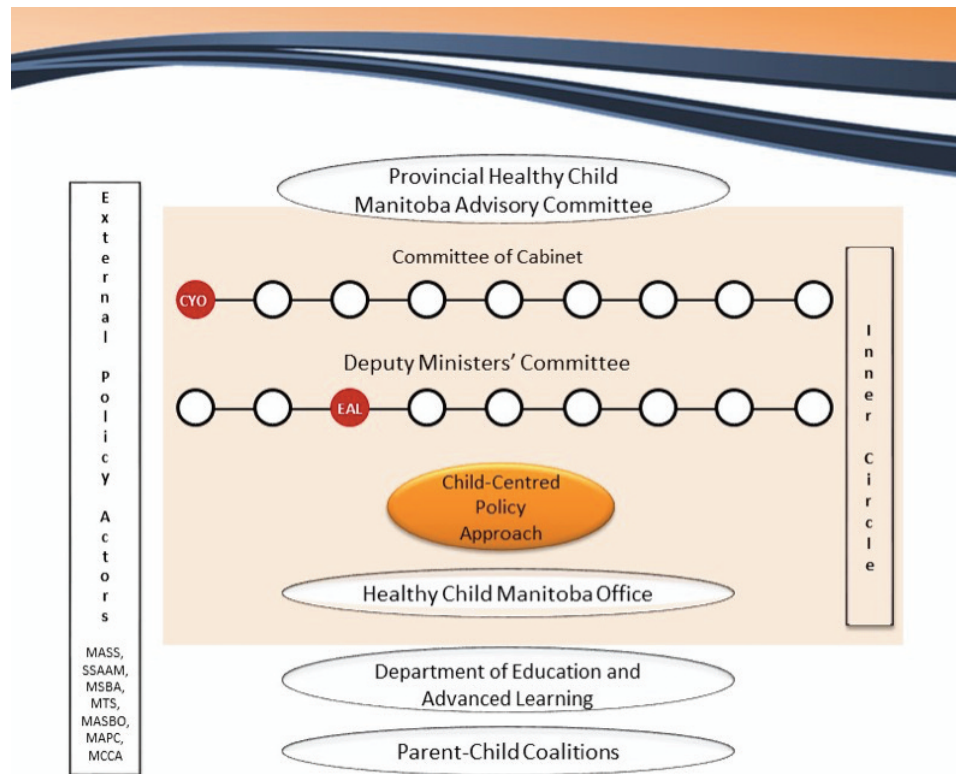 Provincial Healthy Child
Manitoba Advisory Committee
External Policy Actors
MASS,
SSAAM,
MSBA,
MTS,
MASBO,
MAPC,
MCCA
Committee of Cabinet
CYO
Deputy Ministers’ Committee
EAL
Child-Centred
Policy
Approach
Healthy Child Manitoba Office
Inner Circle
Department of Education and
Advanced Learning
Parent-Child Coalitions